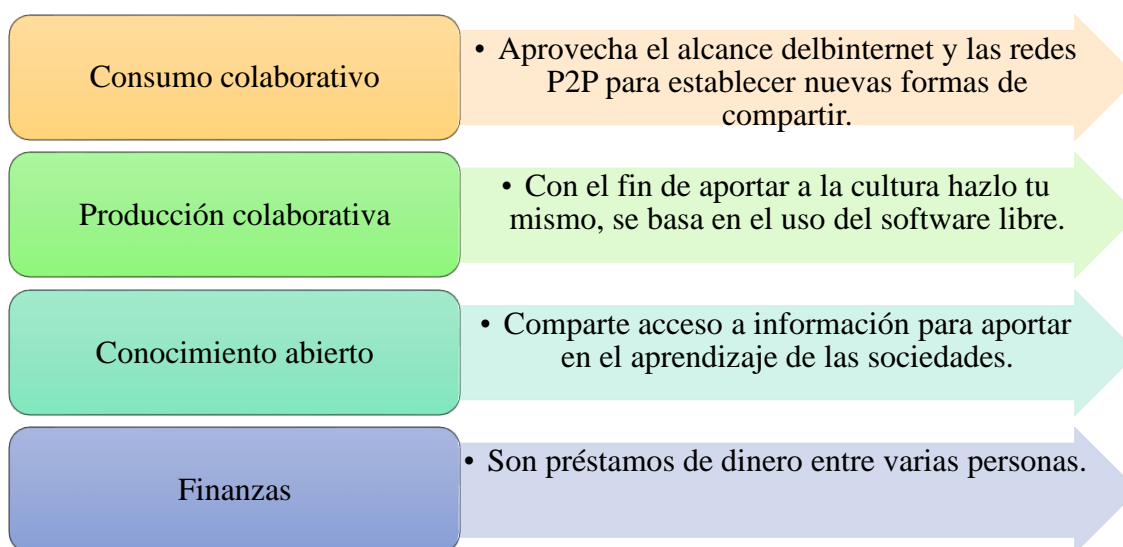 Consumo colaborativo
• Aprovecha el alcance delbinternet y las redes
P2P para establecer nuevas formas de
compartir.
Producción colaborativa
• Con el fin de aportar a la cultura hazlo tu
mismo, se basa en el uso del software libre.
Conocimiento abierto
• Comparte acceso a información para aportar
en el aprendizaje de las sociedades.
Finanzas
• Son préstamos de dinero entre varias personas.